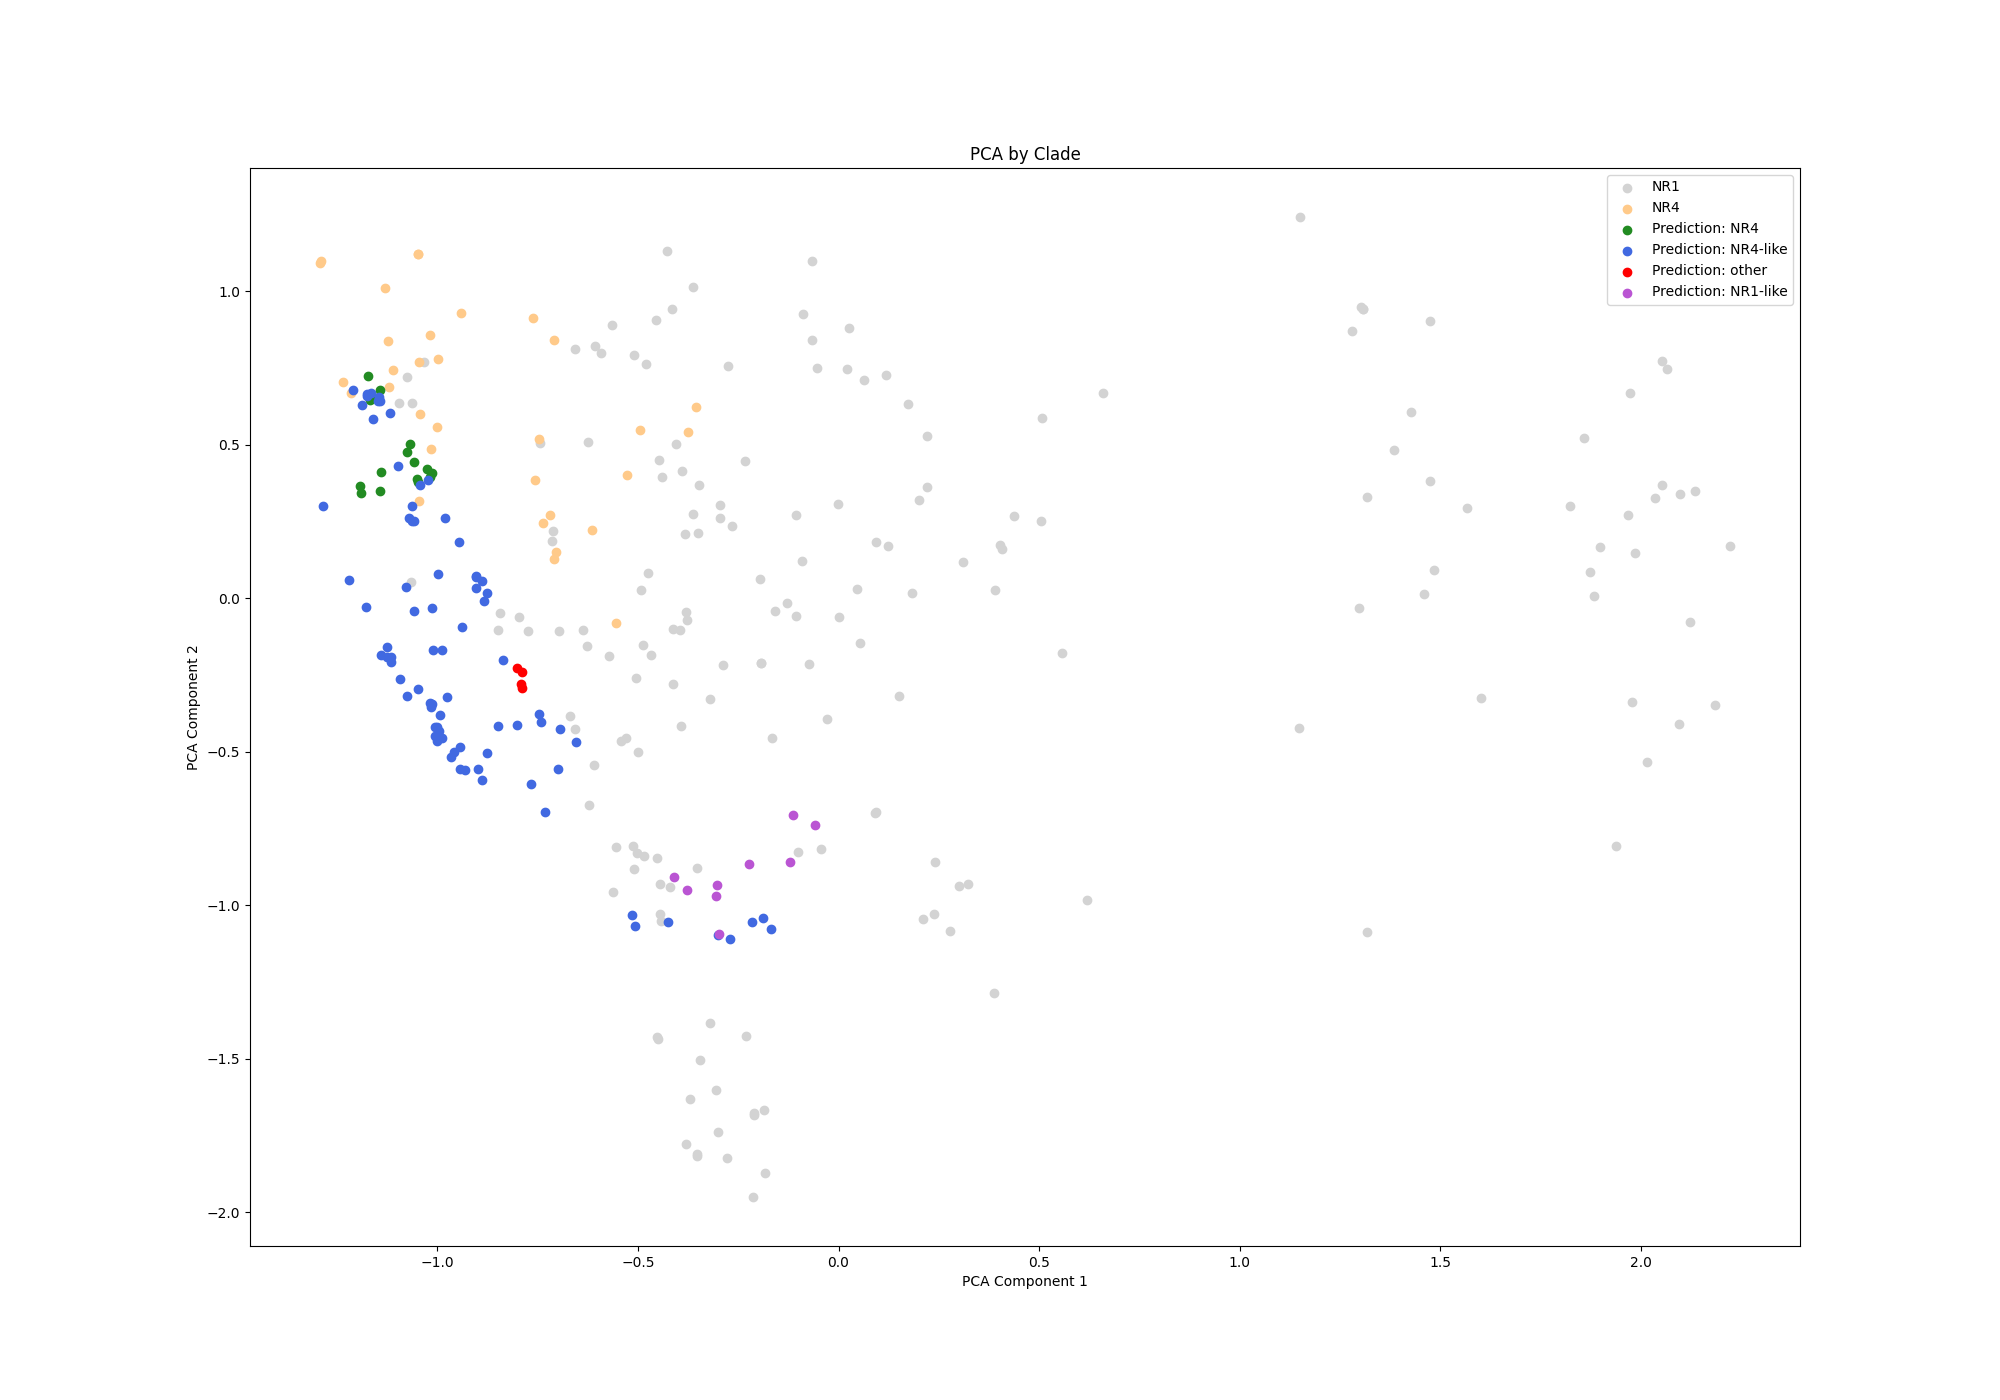 PCA by Clade
NR1
NR4
Prediction: NR4
Prediction: NR4-like
Prediction: other
Prediction: NR1-like
1.0
0.5
0.0
−0.5
−1.0
−1.5
−2.0
PCA Component 2
−1.0
−0.5
0.0
0.5
1.0
1.5
2.0
PCA Component 1